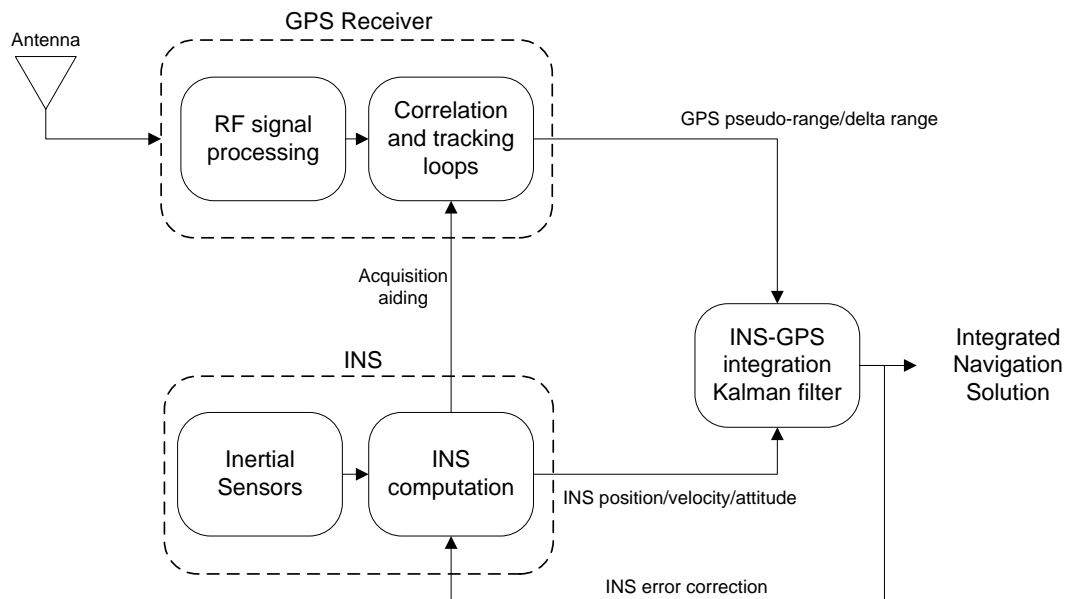 GPS Receiver
Antenna
RF signal
processing
Correlation
and tracking
loops
GPS pseudo-range/delta range
Acquisition
aiding
INS-GPS
integration
Kalman filter
Integrated
Navigation
Solution
INS
Inertial
Sensors
INS
computation
INS position/velocity/attitude
INS error correction